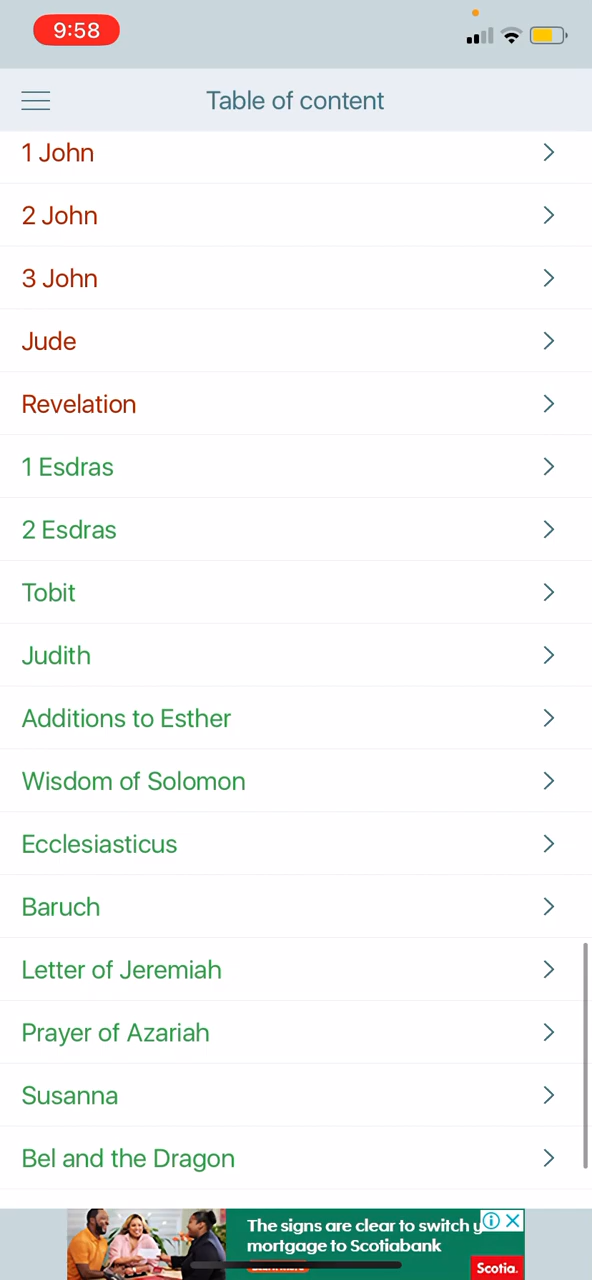 9:58
Table of content
1 John
2 John
3 John
Jude
Revelation
1 Esdras
2 Esdras
Tobit
Judith
Additions to Esther
Wisdom of Solomon
Ecclesiasticus
Baruch
Letter of Jeremiah
Prayer of Azariah
Susanna
Bel and the Dragon
The signs are clear to switch
mortgage to Scotiabank
Scotia.